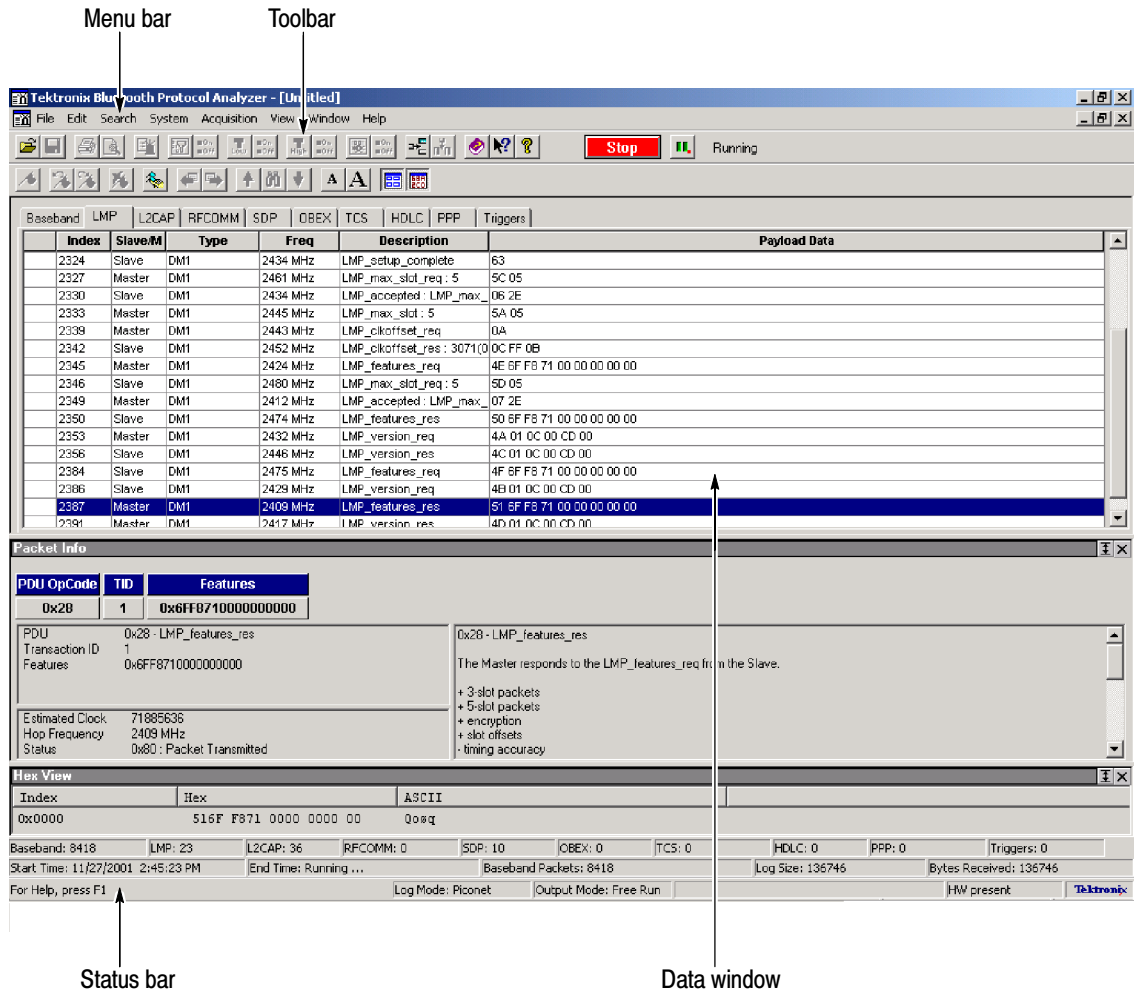 Menu bar Toolbar
Tektronix Bluetooth Protocol Analyzer - [Untitled]
File Edit Search System Acquisition View Window Help
Stop Running
A A
Baseband LMP L2CAP RFCOMM SDP OBEX TCS HDLC PPP Triggers
Index Slave/M Type Freq Description Payload Data
2324 Slave DM1 2434 MHz LMP_setup_complete 63
2327 Master DM1 2461 MHz LMP_max_slot_req : 5 5C 05
2330 Slave DM1 2434 MHz LMP_accepted : LMP_max_ 06 2E
2333 Master DM1 2445 MHz LMP_max_slot : 5 5A 05
2339 Master DM1 2443 MHz LMP_clkoffset_req 0A
2342 Slave DM1 2452 MHz LMP_clkoffset_res : 3071(0 0C FF 0B
2345 Master DM1 2424 MHz LMP_features_req 4E 6F F8 71 00 00 00 00 00
2346 Slave DM1 2480 MHz LMP_max_slot_req : 5 5D 05
2349 Master DM1 2412 MHz LMP_accepted : LMP_max_ 07 2E
2350 Slave DM1 2474 MHz LMP_features_res 50 6F F8 71 00 00 00 00 00
2353 Master DM1 2432 MHz LMP_version_req 4A 01 0C 00 CD 00
2356 Slave DM1 2446 MHz LMP_version_res 4C 01 0C 00 CD 00
2384 Slave DM1 2475 MHz LMP_features_req 4F 6F F8 71 00 00 00 00 00
2386 Slave DM1 2429 MHz LMP_version_req 4B 01 0C 00 CD 00
2387 Master DM1 2409 MHz LMP_features_res 51 6F F8 71 00 00 00 00 00
2391 Master DM1 2417 MHz LMP_version_res 4D 01 0C 00 CD 00
Packet Info
PDU OpCode TID Features
0x28 1 0x6FF8710000000000
PDU 0x28 - LMP_features_res
Transaction ID 1
Features 0x6FF8710000000000
Estimated Clock 71885636
Hop Frequency 2409 MHz
Status 0x80 : Packet Transmitted
0x28 - LMP_features_res
The Master responds to the LMP_features_req from the Slave.
+ 3-slot packets
+ 5-slot packets
+ encryption
+ slot offsets
- timing accuracy
Hex View
Index Hex ASCII
0x0000 516F F871 0000 0000 00 Qoøq
Baseband: 8418 LMP: 23 L2CAP: 36 RFCOMM: 0 SDP: 10 OBEX: 0 TCS: 0 HDLC: 0 PPP: 0 Triggers: 0
Start Time: 11/27/2001 2:45:23 PM End Time: Running ... Baseband Packets: 8418 Log Size: 136746 Bytes Received: 136746
For Help, press F1 Log Mode: Piconet Output Mode: Free Run HW present Tektronix
Status bar Data window